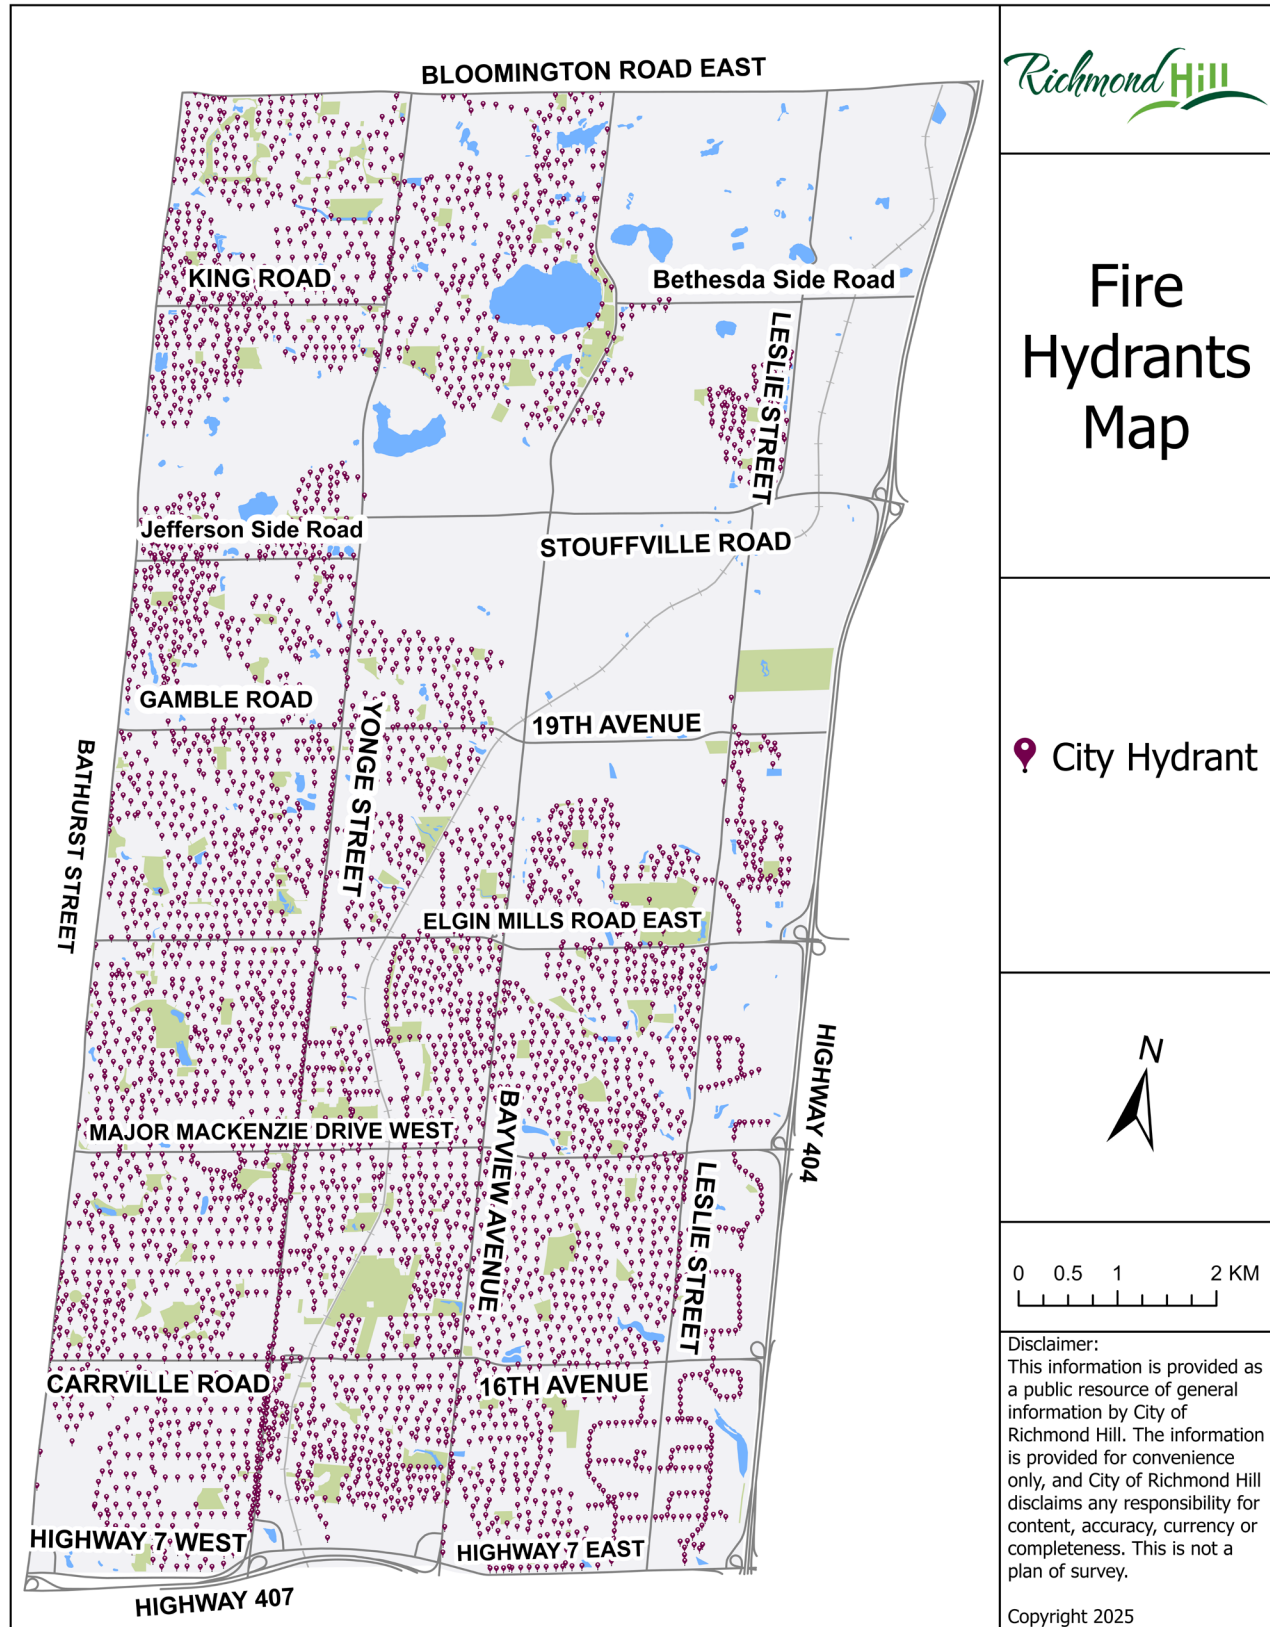 BLOOMINGTON ROAD EAST
KING ROAD
Bethesda Side Road
LESLIE STREET
Jefferson Side Road
STOUFFVILLE ROAD
GAMBLE ROAD
YONGE STREET
19TH AVENUE
BATHURST STREET
ELGIN MILLS ROAD EAST
HIGHWAY 404
MAJOR MACKENZIE DRIVE WEST
BAYVIEW AVENUE
LESLIE STREET
CARRVILLE ROAD
16TH AVENUE
HIGHWAY 7 WEST
HIGHWAY 7 EAST
HIGHWAY 407
Richmond Hill
Fire
Hydrants
Map
City Hydrant
N
0 0.5 1 2 KM
Disclaimer:
This information is provided as
a public resource of general
information by City of
Richmond Hill. The information
is provided for convenience
only, and City of Richmond Hill
disclaims any responsibility for
content, accuracy, currency or
completeness. This is not a
plan of survey.
Copyright 2025